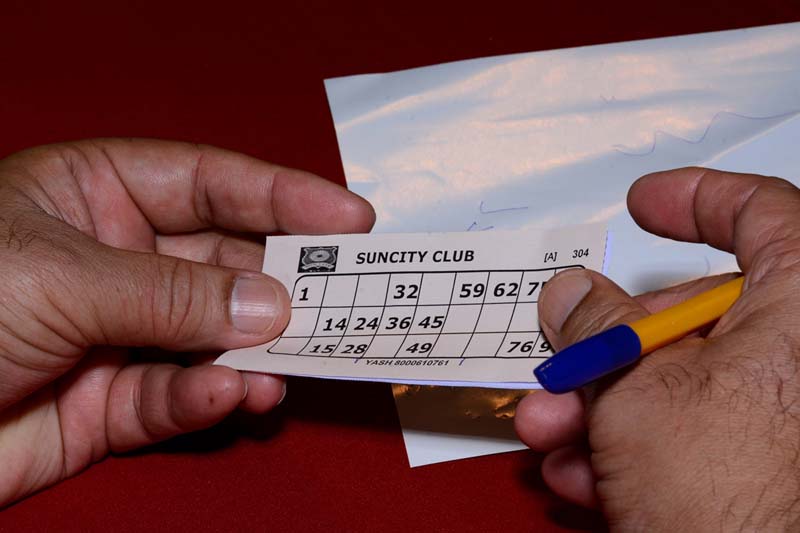 SUNCITY CLUB [A] 304
1 32 59 62
14 24 36 45
15 28 49 76
YASH 8000610761